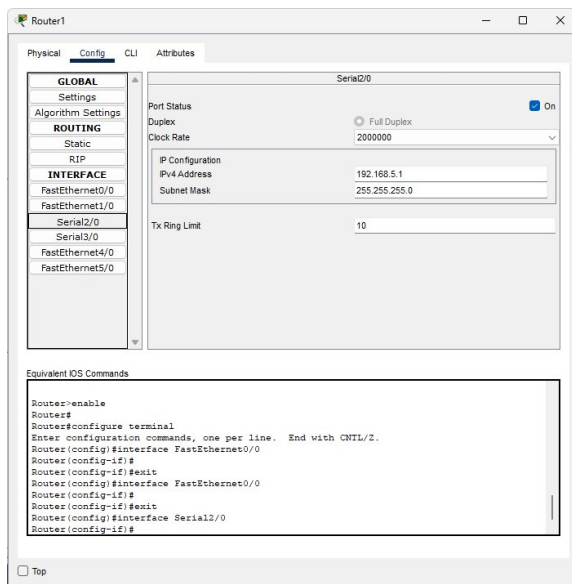 Router1
Physical Config CLI Attributes
GLOBAL
Settings
Algorithm Settings
ROUTING
Static
RIP
INTERFACE
FastEthernet0/0
FastEthernet1/0
Serial2/0
Serial3/0
FastEthernet4/0
FastEthernet5/0
Serial2/0
Port Status On
Duplex Full Duplex
Clock Rate 2000000
IP Configuration
IPv4 Address 192.168.5.1
Subnet Mask 255.255.255.0
Tx Ring Limit 10
Equivalent IOS Commands
Router>enable
Router#
Router#configure terminal
Enter configuration commands, one per line. End with CNTL/Z.
Router(config)#interface FastEthernet0/0
Router(config-if)#
Router(config-if)#exit
Router(config)#interface FastEthernet0/0
Router(config-if)#
Router(config-if)#exit
Router(config)#interface Serial2/0
Router(config-if)#
Top